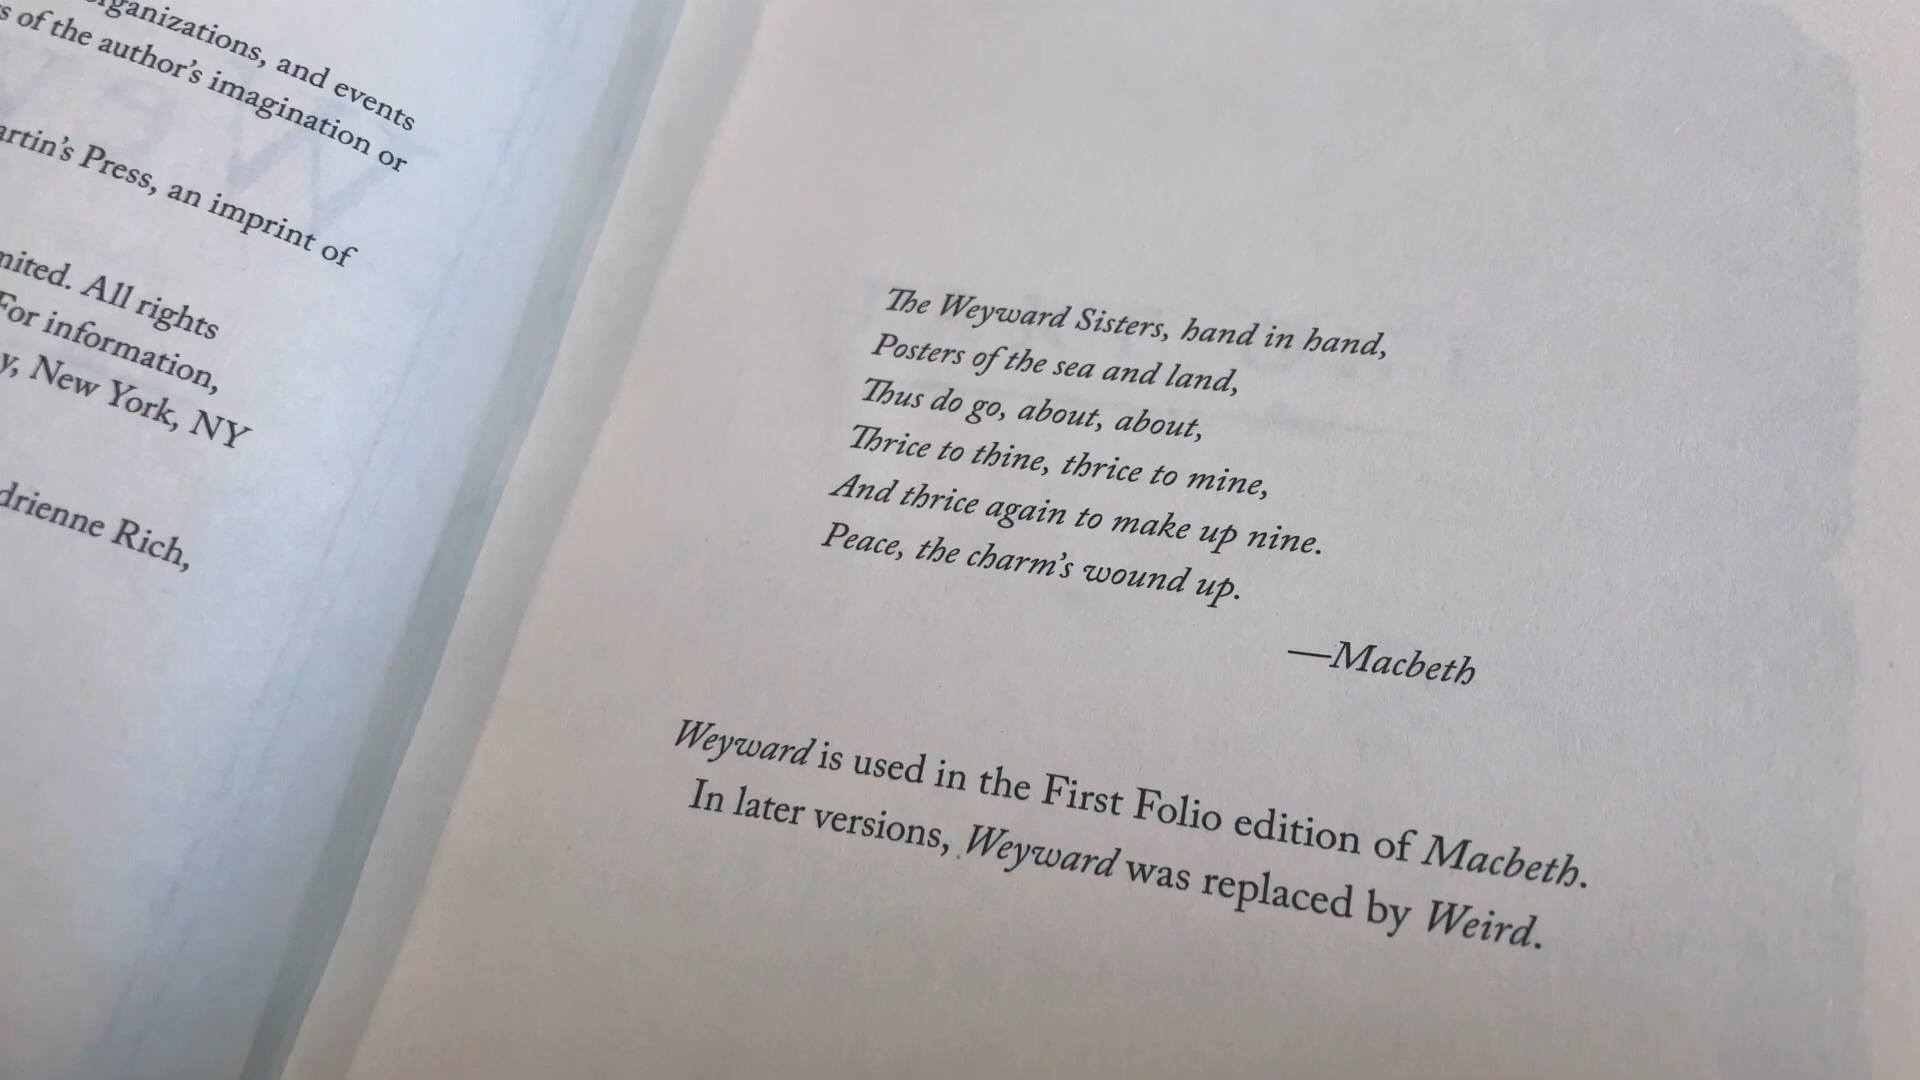 organizations, and events
s of the author's imagination or
artin's Press, an imprint of
mited. All rights
For information,
y, New York, NY
drienne Rich,
The Weyward Sisters, hand in hand,
Posters of the sea and land,
Thus do go, about, about,
Thrice to thine, thrice to mine,
And thrice again to make up nine.
Peace, the charm's wound up.
—Macbeth
Weyward is used in the First Folio edition of Macbeth.
In later versions, Weyward was replaced by Weird.